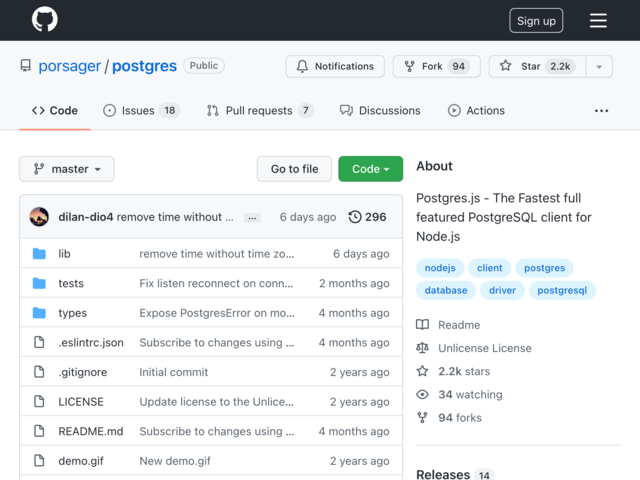 Sign up
porsager / postgres Public
Notifications Fork 94 Star 2.2k
Code Issues 18 Pull requests 7 Discussions Actions ...
master Go to file Code
dilan-dio4 remove time without ... ... 6 days ago 296
lib remove time without time zo... 6 days ago
tests Fix listen reconnect on conn... 2 months ago
types Expose PostgresError on mo... 4 months ago
.eslintrc.json Subscribe to changes using ... 4 months ago
.gitignore Initial commit 2 years ago
LICENSE Update license to the Unlice... 2 years ago
README.md Subscribe to changes using ... 4 months ago
demo.gif New demo.gif 2 years ago
About
Postgres.js - The Fastest full
featured PostgreSQL client for
Node.js
nodejs client postgres
database driver postgresql
Readme
Unlicense License
2.2k stars
34 watching
94 forks
Releases 14